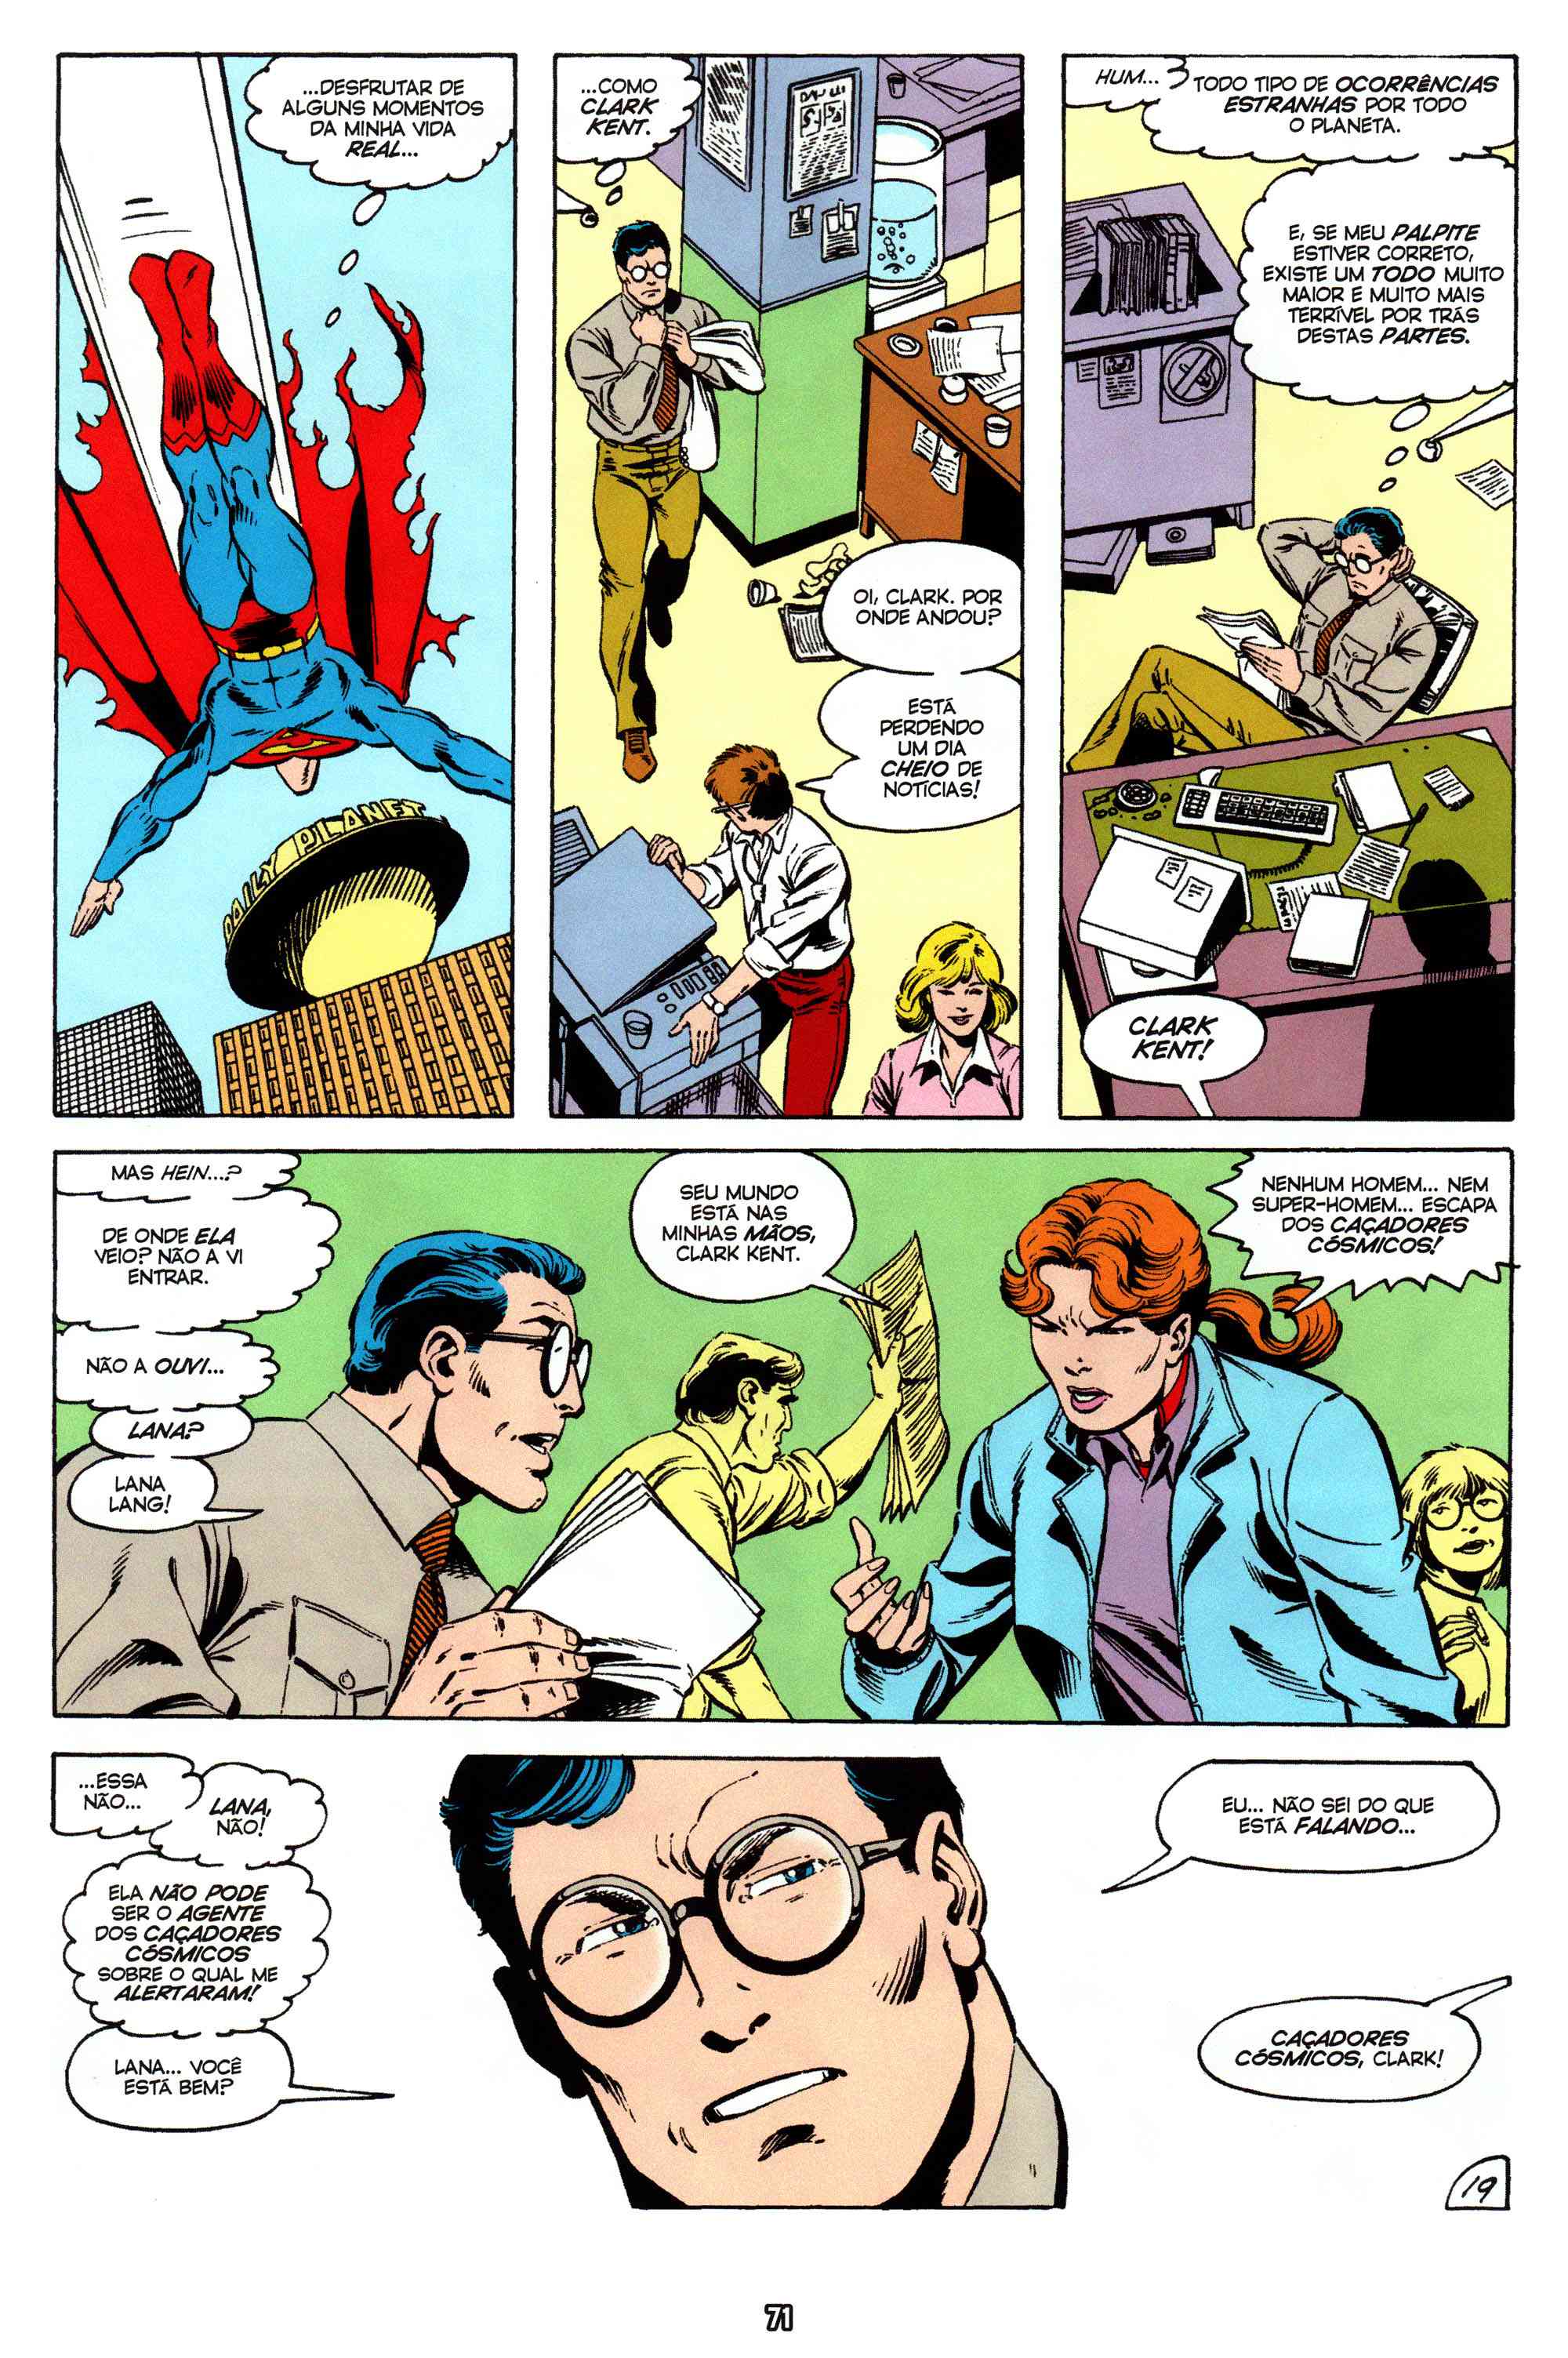 ...DESFRUTAR DE
ALGUNS MOMENTOS
DA MINHA VIDA
REAL...
DAILY PLANET
...COMO
CLARK
KENT.
OI, CLARK. POR
ONDE ANDOU?
ESTÁ
PERDENDO
UM DIA
CHEIO DE
NOTÍCIAS!
HUM...
TODO TIPO DE OCORRÊNCIAS
ESTRANHAS POR TODO
O PLANETA.
E, SE MEU PALPITE
ESTIVER CORRETO,
EXISTE UM TODO MUITO
MAIOR E MUITO MAIS
TERRÍVEL POR TRÁS
DESTAS PARTES.
CLARK
KENT!
MAS HEIN...?
DE ONDE ELA
VEIO? NÃO A VI
ENTRAR.
NÃO A OUVI...
LANA?
LANA
LANG!
SEU MUNDO
ESTÁ NAS
MINHAS MÃOS,
CLARK KENT.
NENHUM HOMEM... NEM
SUPER-HOMEM... ESCAPA
DOS CAÇADORES
CÓSMICOS!
...ESSA
NÃO...
LANA,
NÃO!
ELA NÃO PODE
SER O AGENTE
DOS CAÇADORES
CÓSMICOS
SOBRE O QUAL ME
ALERTARAM!
LANA... VOCÊ
ESTÁ BEM?
EU... NÃO SEI DO QUE
ESTÁ FALANDO...
CAÇADORES
CÓSMICOS, CLARK!
19
71